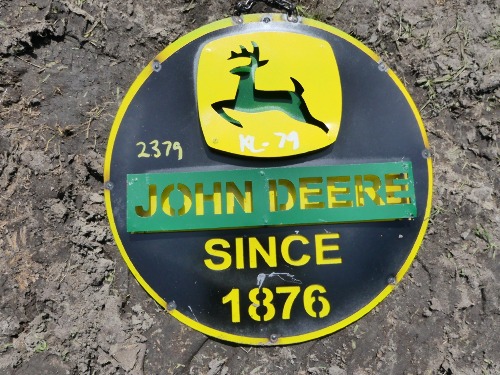 KL-79
2379
JOHN DEERE
SINCE
1876